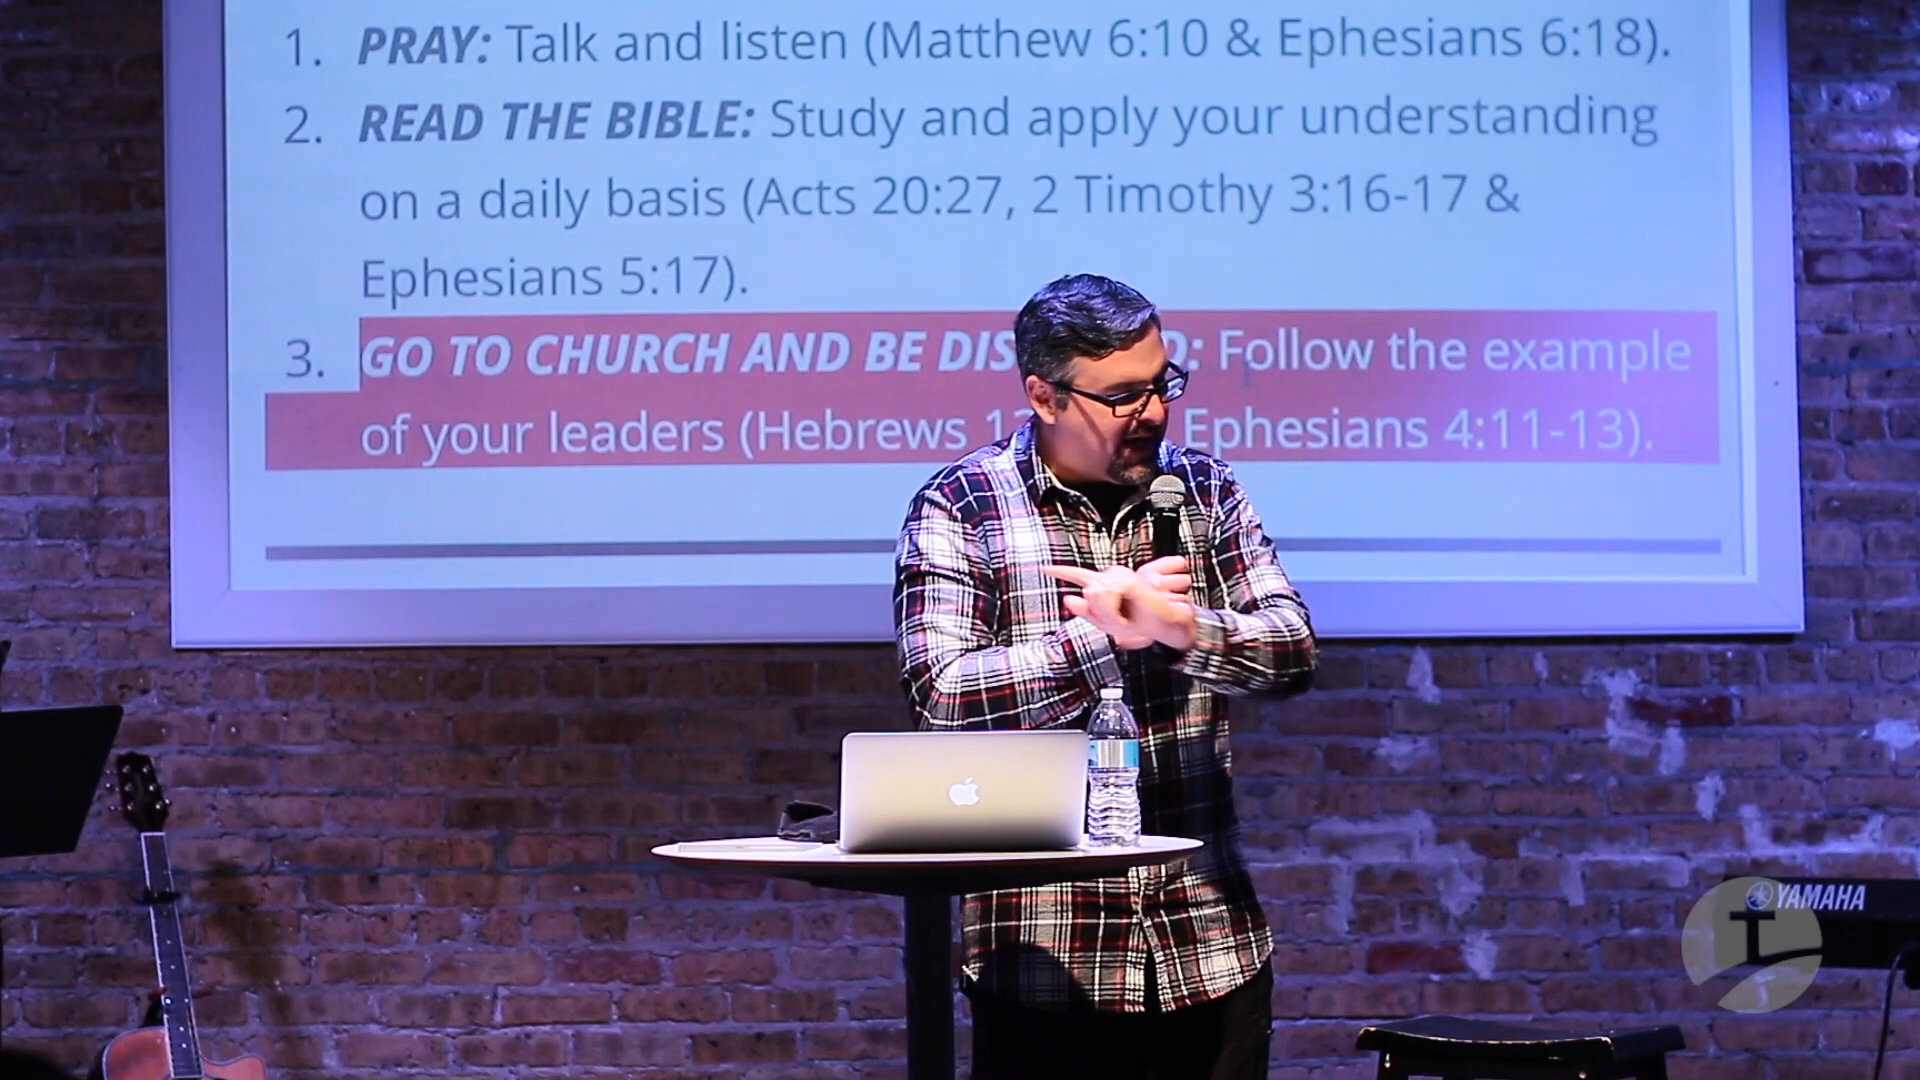 1. PRAY: Talk and listen (Matthew 6:10 & Ephesians 6:18).
2. READ THE BIBLE: Study and apply your understanding
on a daily basis (Acts 20:27, 2 Timothy 3:16-17 &
Ephesians 5:17).
3. GO TO CHURCH AND BE Follow the example
of your leaders (Hebrews Ephesians 4:11-13).
YAMAHA